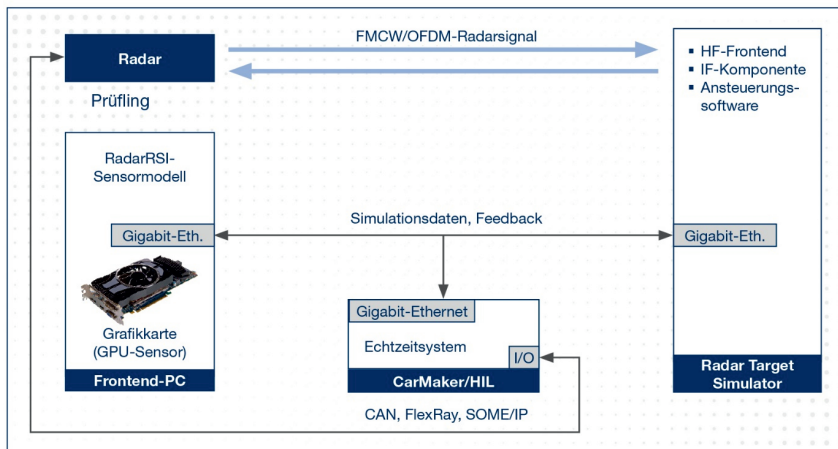 FMCW/OFDM-Radarsignal
Radar
Prüfling
▪ HF-Frontend
▪ IF-Komponente
▪ Ansteuerungs-
software
RadarRSI-
Sensormodell
Gigabit-Eth.
Grafikkarte
(GPU-Sensor)
Frontend-PC
Simulationsdaten, Feedback
Gigabit-Ethernet
Echtzeitsystem
I/O
CarMaker/HIL
CAN, FlexRay, SOME/IP
Gigabit-Eth.
Radar Target
Simulator